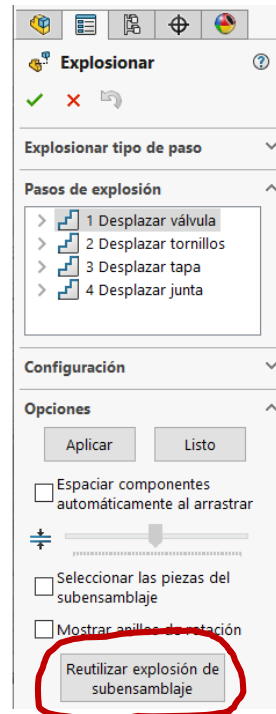 Explosionar
Explosionar tipo de paso
Pasos de explosión
1 Desplazar válvula
2 Desplazar tornillos
3 Desplazar tapa
4 Desplazar junta
Configuración
Opciones
Aplicar Listo
Espaciar componentes
automáticamente al arrastrar
Seleccionar las piezas del
subensamblaje
Mostrar anillos de rotación
Reutilizar explosión de
subensamblaje